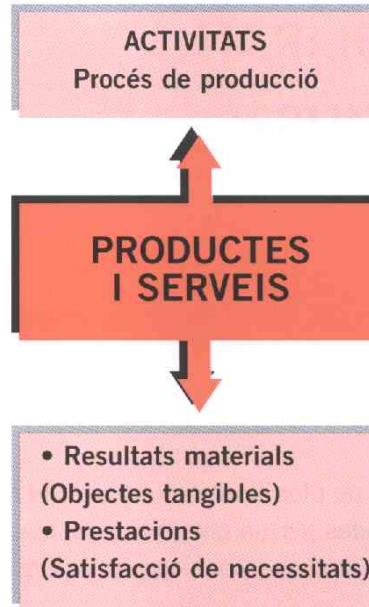 ACTIVITATS
Procés de producció
PRODUCTES
I SERVEIS
• Resultats materials
(Objectes tangibles)
• Prestacions
(Satisfacció de necessitats)